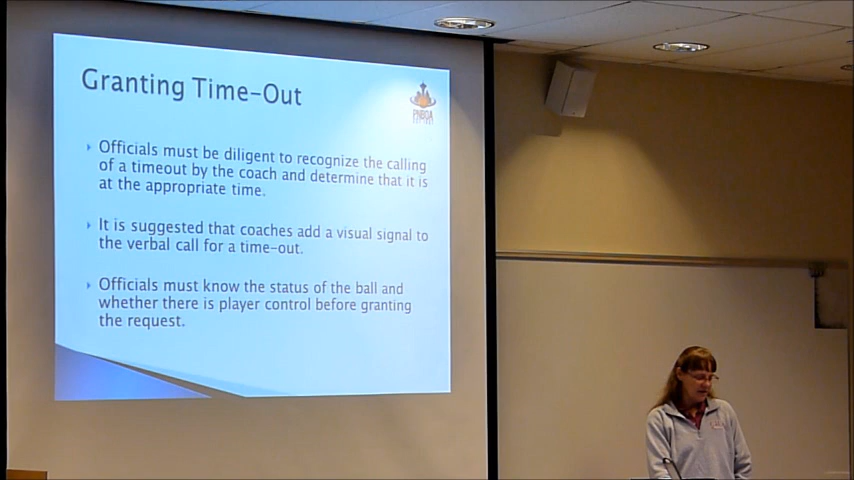 Granting Time-Out
PNBOA
Officials must be diligent to recognize the calling
of a timeout by the coach and determine that it is
at the appropriate time.
It is suggested that coaches add a visual signal to
the verbal call for a time-out.
Officials must know the status of the ball and
whether there is player control before granting
the request.